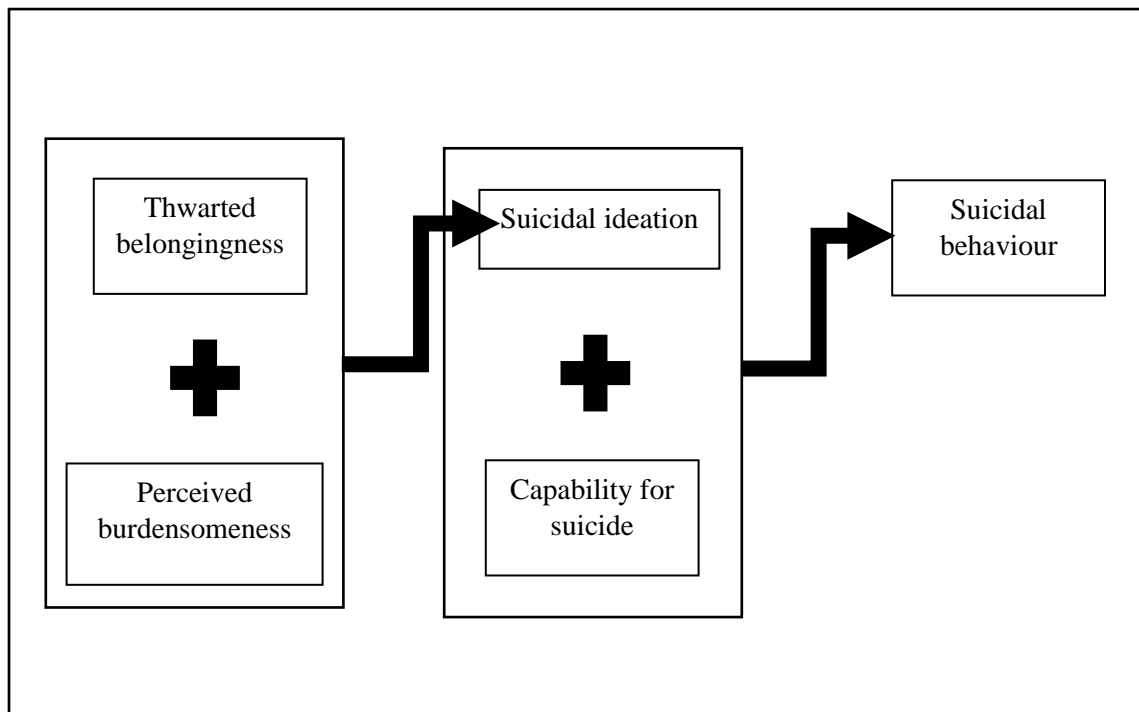 Thwarted
belongingness
Perceived
burdensomeness
Suicidal ideation
Capability for
suicide
Suicidal
behaviour